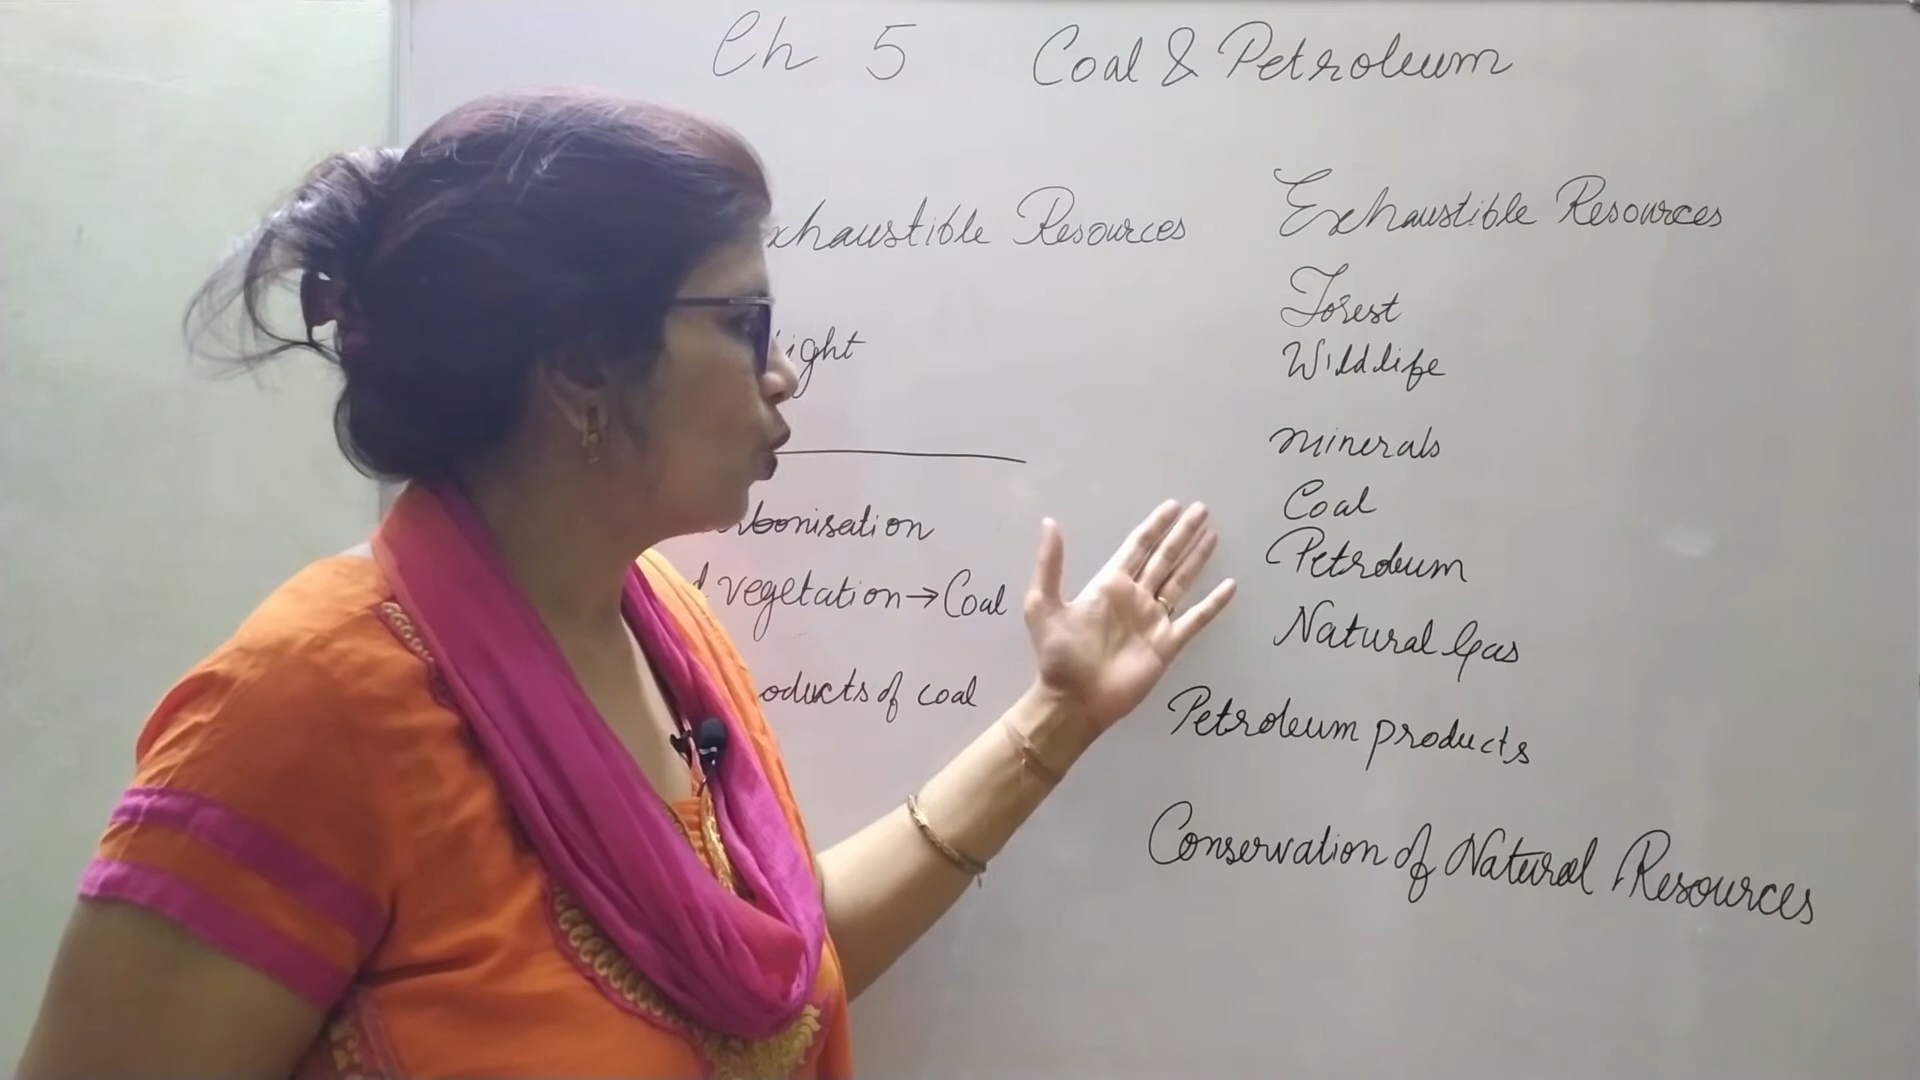 Ch 5 Coal & Petroleum
xhaustible Resources
ight
rbonisation
vegetation → Coal
oducts of coal
Exhaustible Resources
Forest
Wildlife
minerals
Coal
Petroleum
Natural Gas
Petroleum products
Conservation of Natural Resources